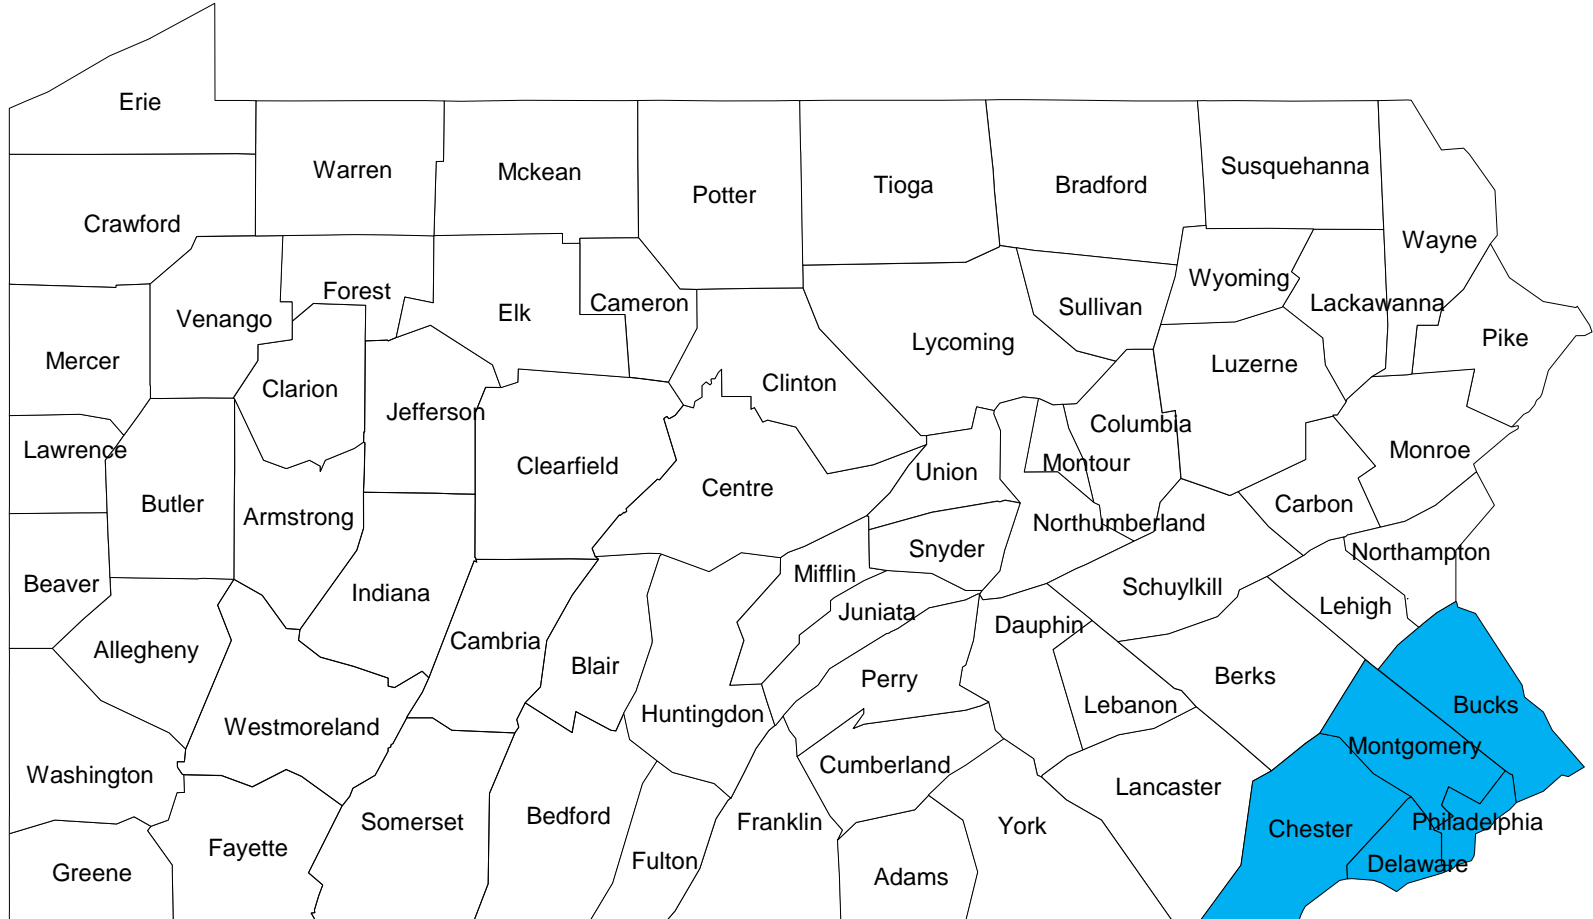 Erie
Warren
Mckean
Potter
Tioga
Bradford
Susquehanna
Wayne
Crawford
Forest
Venango
Elk
Cameron
Lycoming
Sullivan
Wyoming
Lackawanna
Pike
Mercer
Clarion
Jefferson
Clinton
Luzerne
Columbia
Montour
Monroe
Lawrence
Butler
Armstrong
Clearfield
Centre
Union
Snyder
Northumberland
Carbon
Northampton
Beaver
Indiana
Mifflin
Juniata
Schuylkill
Lehigh
Allegheny
Cambria
Blair
Dauphin
Perry
Lebanon
Berks
Bucks
Westmoreland
Huntingdon
Montgomery
Washington
Cumberland
Lancaster
Somerset
Bedford
Franklin
York
Chester
Philadelphia
Greene
Fayette
Fulton
Adams
Delaware